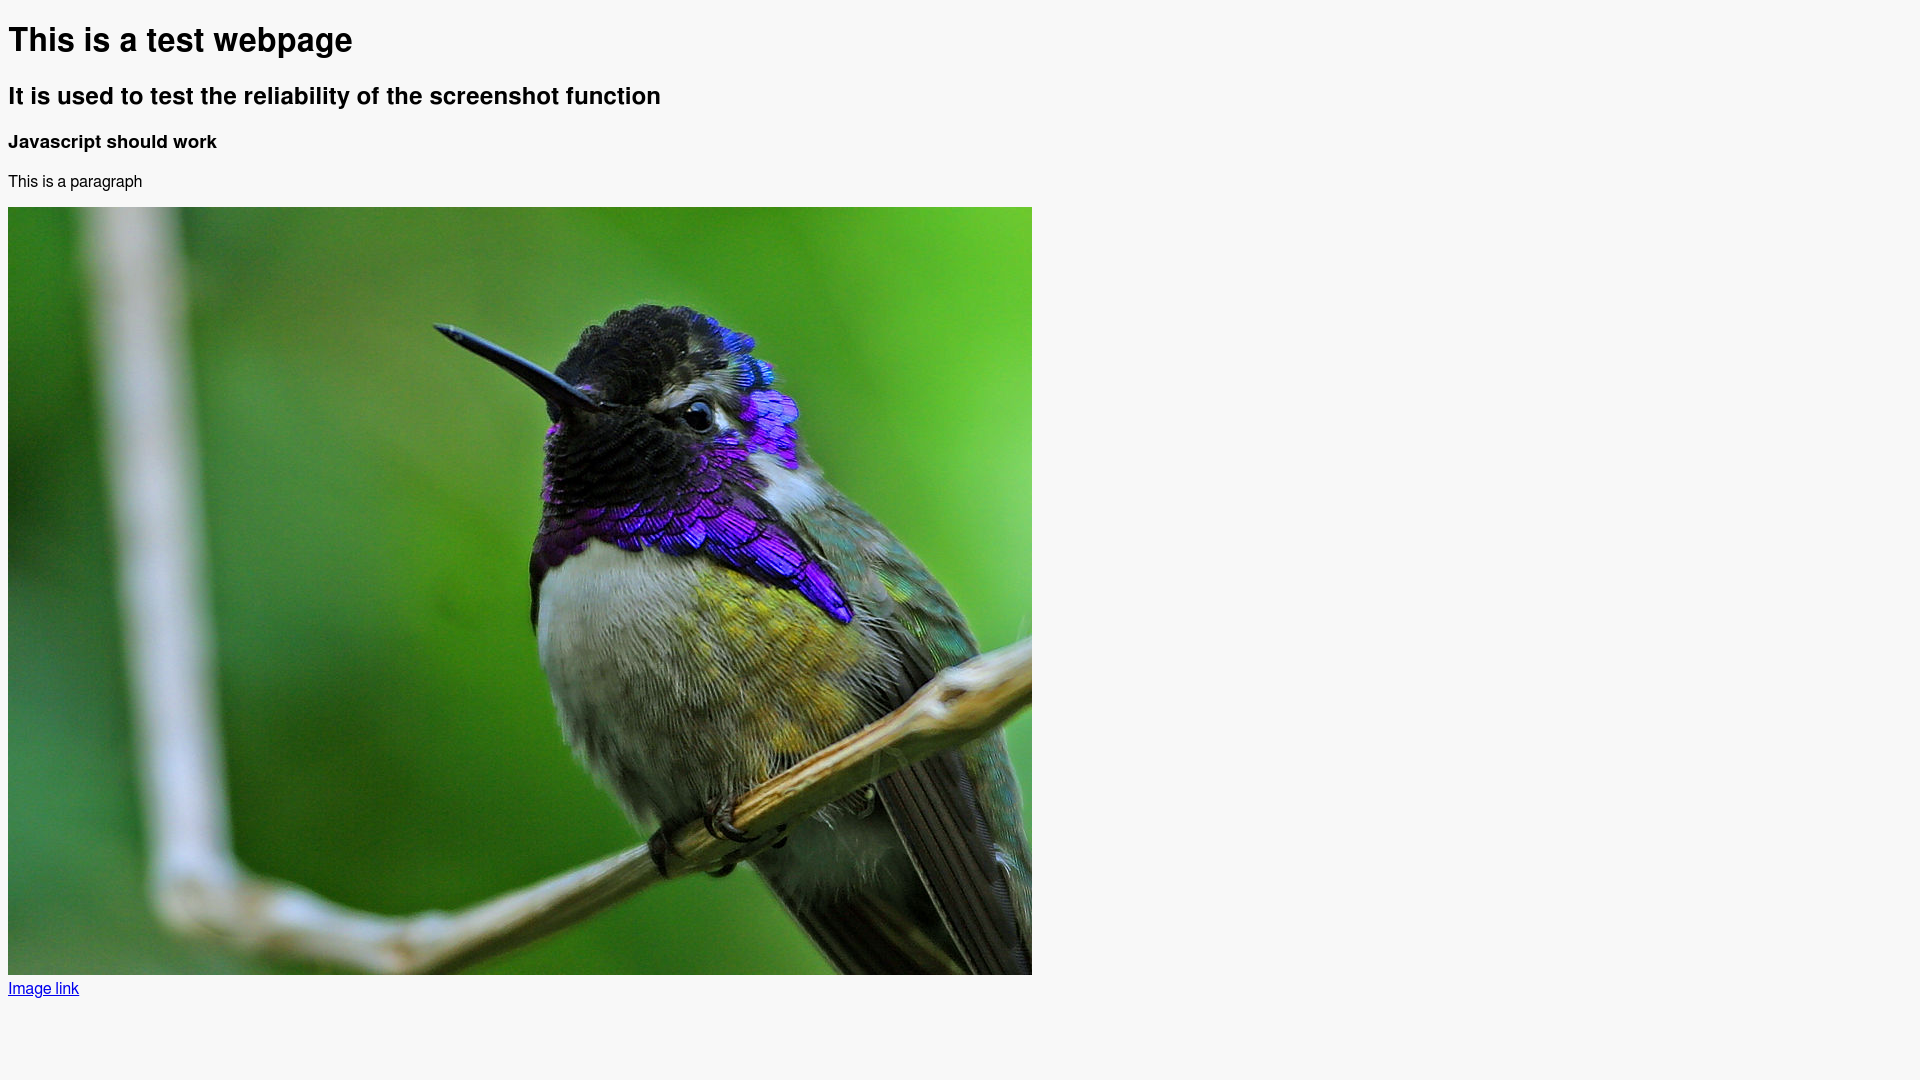 This is a test webpage
It is used to test the reliability of the screenshot function
Javascript should work
This is a paragraph
Image link